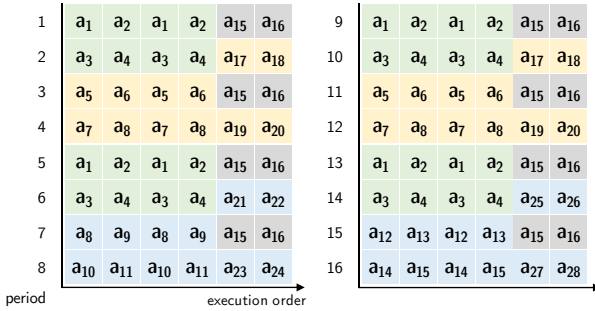 1 a1 a2 a1 a2 a15 a16
2 a3 a4 a3 a4 a17 a18
3 a5 a6 a5 a6 a15 a16
4 a7 a8 a7 a8 a19 a20
5 a1 a2 a1 a2 a15 a16
6 a3 a4 a3 a4 a21 a22
7 a8 a9 a8 a9 a15 a16
8 a10 a11 a10 a11 a23 a24
period execution order
9 a1 a2 a1 a2 a15 a16
10 a3 a4 a3 a4 a17 a18
11 a5 a6 a5 a6 a15 a16
12 a7 a8 a7 a8 a19 a20
13 a1 a2 a1 a2 a15 a16
14 a3 a4 a3 a4 a25 a26
15 a12 a13 a12 a13 a15 a16
16 a14 a15 a14 a15 a27 a28